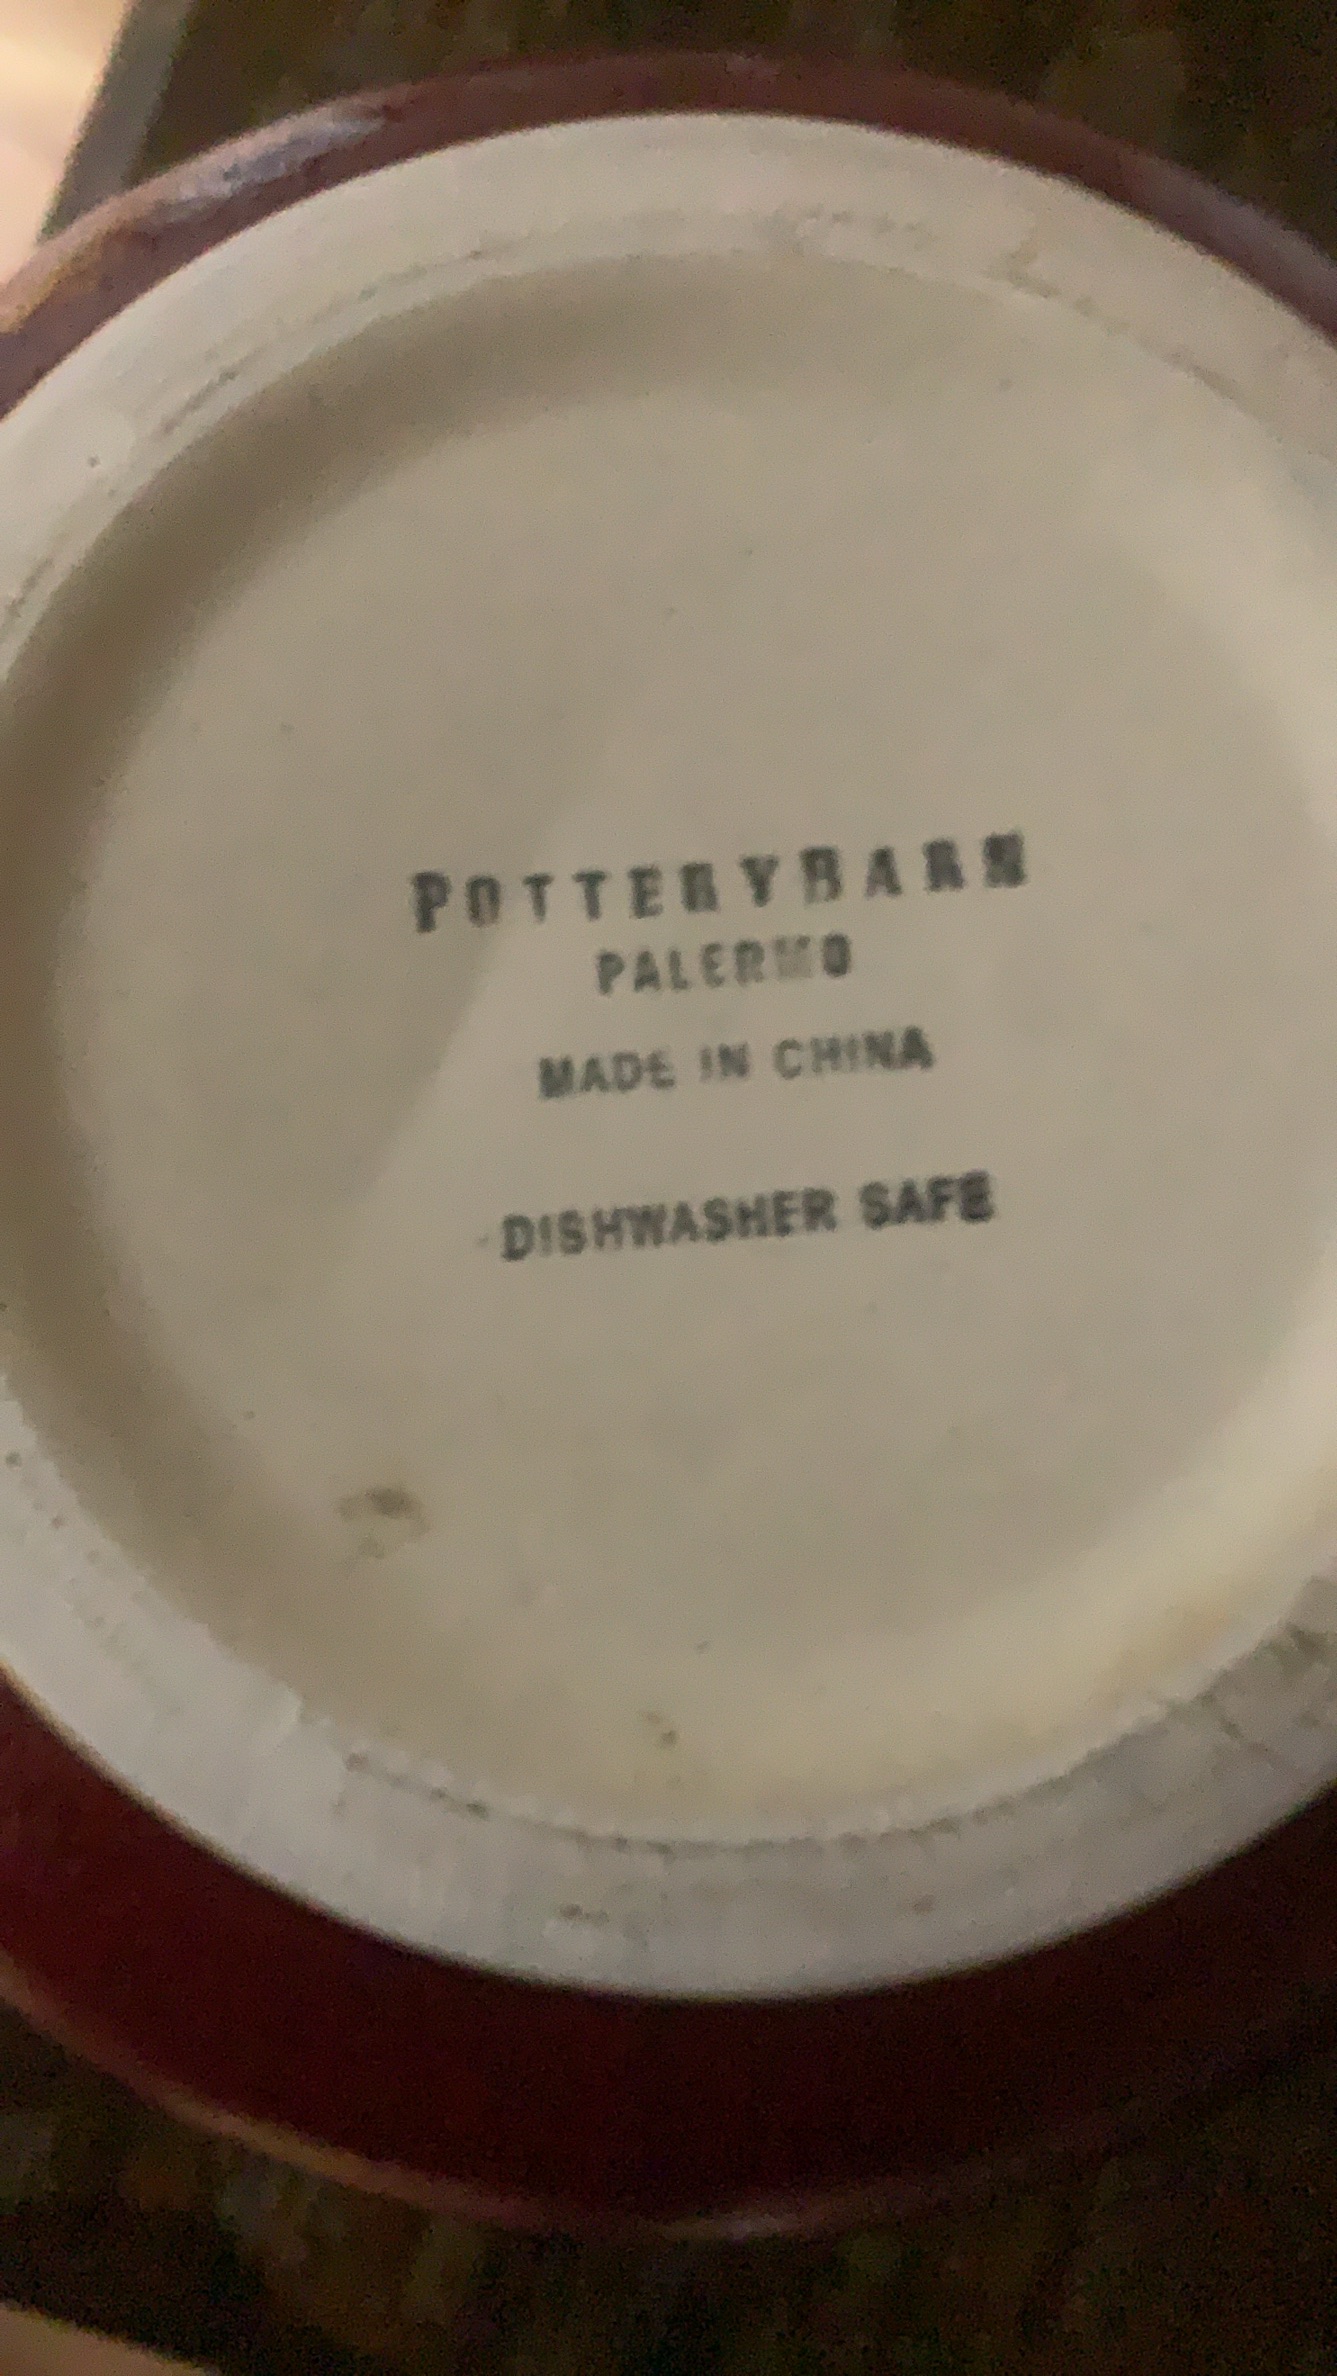 POTTERYBARN
PALERMO
MADE IN CHINA
DISHWASHER SAFE